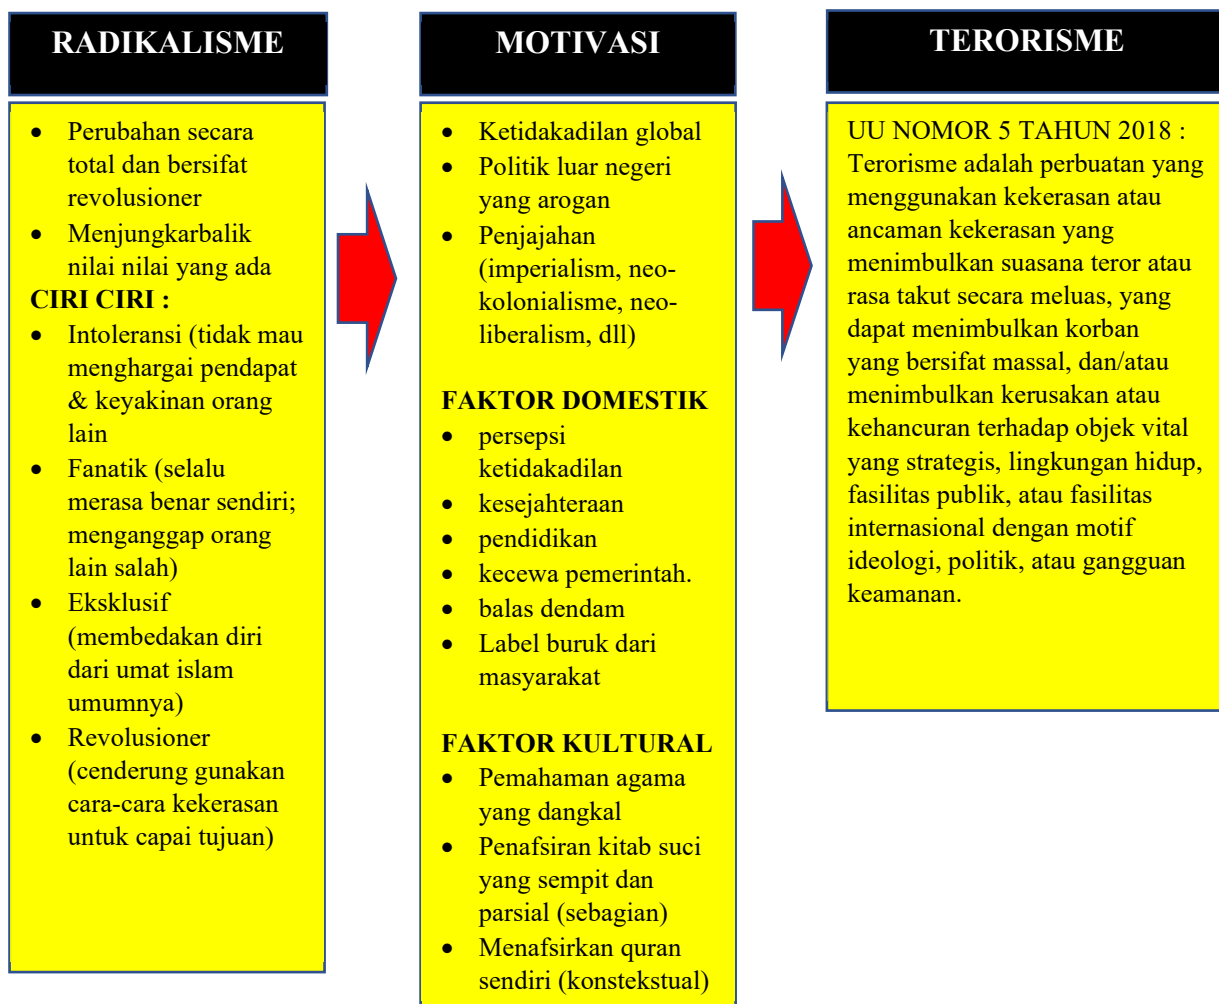 RADIKALISME
Perubahan secara
total dan bersifat
revolusioner
Menjungkarbalik
nilai nilai yang ada
CIRI CIRI :
Intoleransi (tidak mau
menghargai pendapat
& keyakinan orang
lain
Fanatik (selalu
merasa benar sendiri;
menganggap orang
lain salah)
Eksklusif
(membedakan diri
dari umat islam
umumnya)
Revolusioner
(cenderung gunakan
cara-cara kekerasan
untuk capai tujuan)
MOTIVASI
Ketidakadilan global
Politik luar negeri
yang arogan
Penjajahan
(imperialism, neo-
kolonialisme, neo-
liberalism, dll)
FAKTOR DOMESTIK
persepsi
ketidakadilan
kesejahteraan
pendidikan
kecewa pemerintah.
balas dendam
Label buruk dari
masyarakat
FAKTOR KULTURAL
Pemahaman agama
yang dangkal
Penafsiran kitab suci
yang sempit dan
parsial (sebagian)
Menafsirkan quran
sendiri (konstekstual)
TERORISME
UU NOMOR 5 TAHUN 2018 :
Terorisme adalah perbuatan yang
menggunakan kekerasan atau
ancaman kekerasan yang
menimbulkan suasana teror atau
rasa takut secara meluas, yang
dapat menimbulkan korban
yang bersifat massal, dan/atau
menimbulkan kerusakan atau
kehancuran terhadap objek vital
yang strategis, lingkungan hidup,
fasilitas publik, atau fasilitas
internasional dengan motif
ideologi, politik, atau gangguan
keamanan.